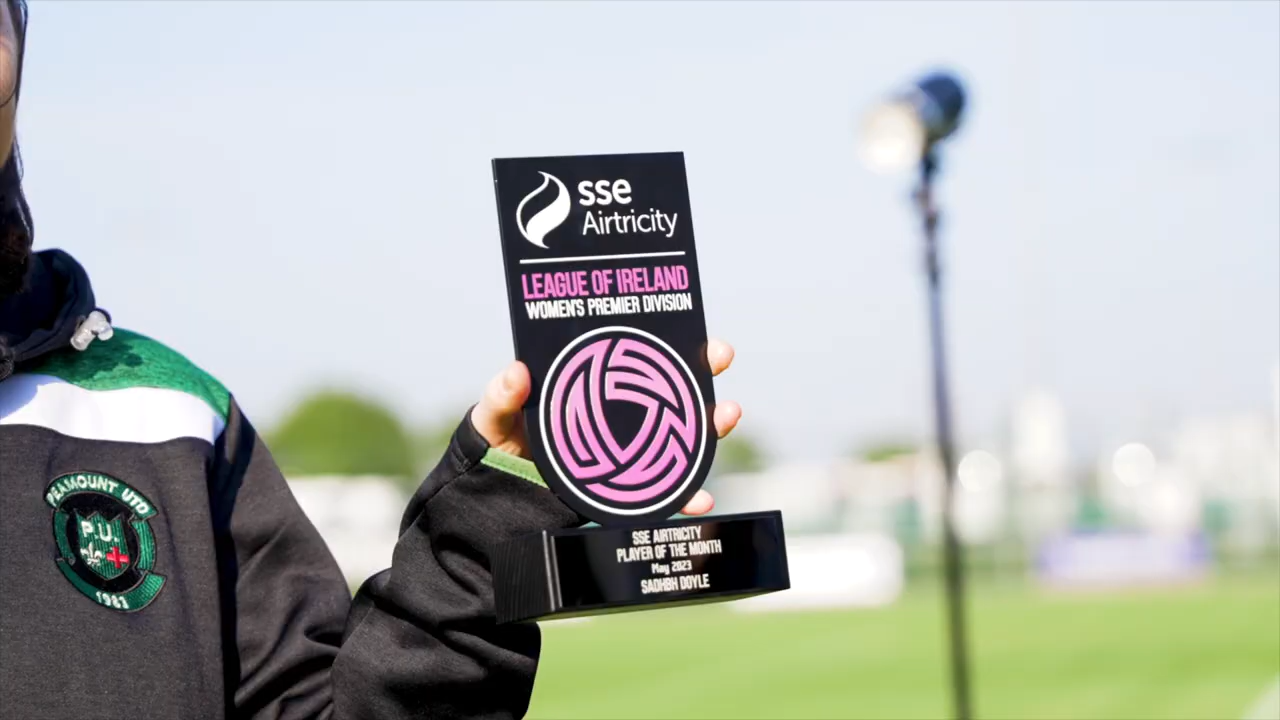 sse
Airtricity
LEAGUE OF IRELAND
WOMEN'S PREMIER DIVISION
SSE AIRTRICITY
PLAYER OF THE MONTH
May 2023
SADHBH DOYLE
PEAMOUNT UTD
P.U.
1983